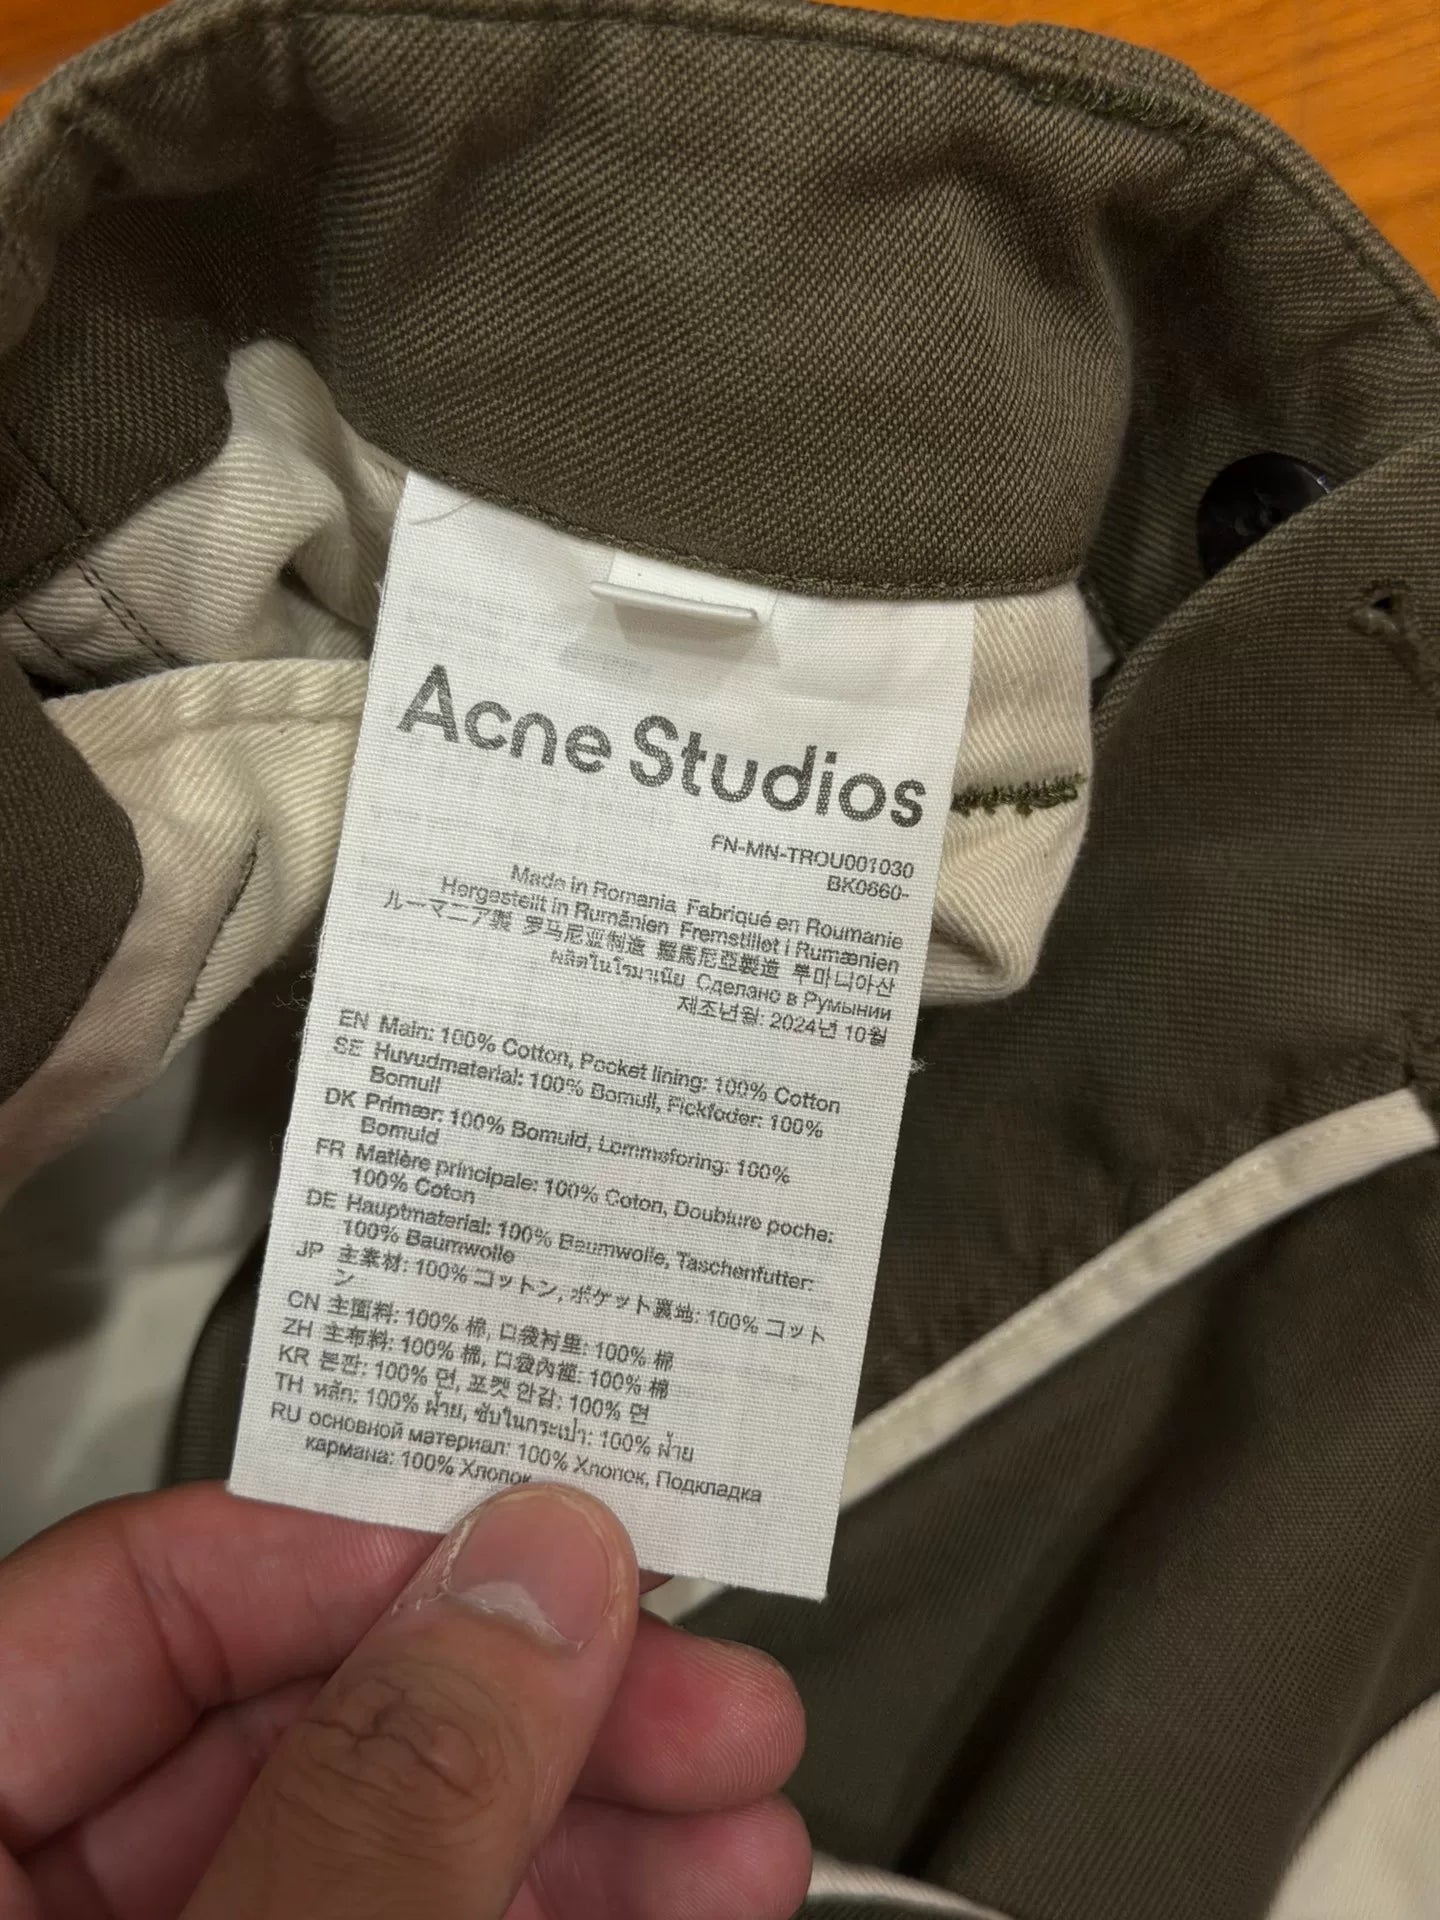 Acne Studios
FN-MN-TROU001030
BK0660-
Made in Romania Fabriqué en Roumanie
Hergestellt in Rumänien Fremstillet i Rumænien
ルーマニア製 罗马尼亚制造 羅馬尼亞製造 루마니아산
ผลิตในโรมาเนีย Сделано в Румынии
제조년월: 2024년 10월
EN Main: 100% Cotton, Pocket lining: 100% Cotton
SE Huvudmaterial: 100% Bomull, Fickfoder: 100%
Bomull
DK Primær: 100% Bomuld, Lommeforing: 100%
Bomuld
FR Matière principale: 100% Coton, Doublure poche:
100% Coton
DE Hauptmaterial: 100% Baumwolle, Taschenfutter:
100% Baumwolle
JP 主素材: 100% コットン, ポケット裏地: 100% コット
ン
CN 主面料: 100% 棉, 口袋衬里: 100% 棉
ZH 主布料: 100% 棉, 口袋內裡: 100% 棉
KR 본판: 100% 면, 포켓 안감: 100% 면
TH หลัก: 100% ฝ้าย, ซับในกระเป๋า: 100% ฝ้าย
RU основной материал: 100% Хлопок, Подкладка
кармана: 100% Хлопок